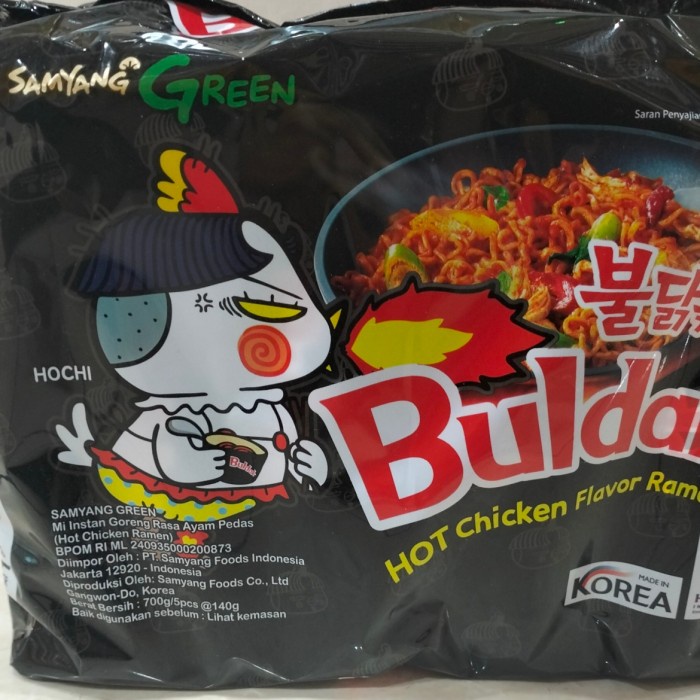 SAMYANG GREEN
Saran Penyajian
불닭
HOCHI
Buldak
Buldak
HOT Chicken Flavor Ramen
SAMYANG GREEN
Mi Instan Goreng Rasa Ayam Pedas
(Hot Chicken Ramen)
BPOM RI ML 240935000200873
Diimpor Oleh : PT. Samyang Foods Indonesia
Jakarta 12920 - Indonesia
Diproduksi Oleh: Samyang Foods Co., Ltd
Gangwon-Do, Korea
Berat Bersih : 700g/5pcs @140g
Baik digunakan sebelum : Lihat kemasan
MADE IN
KOREA